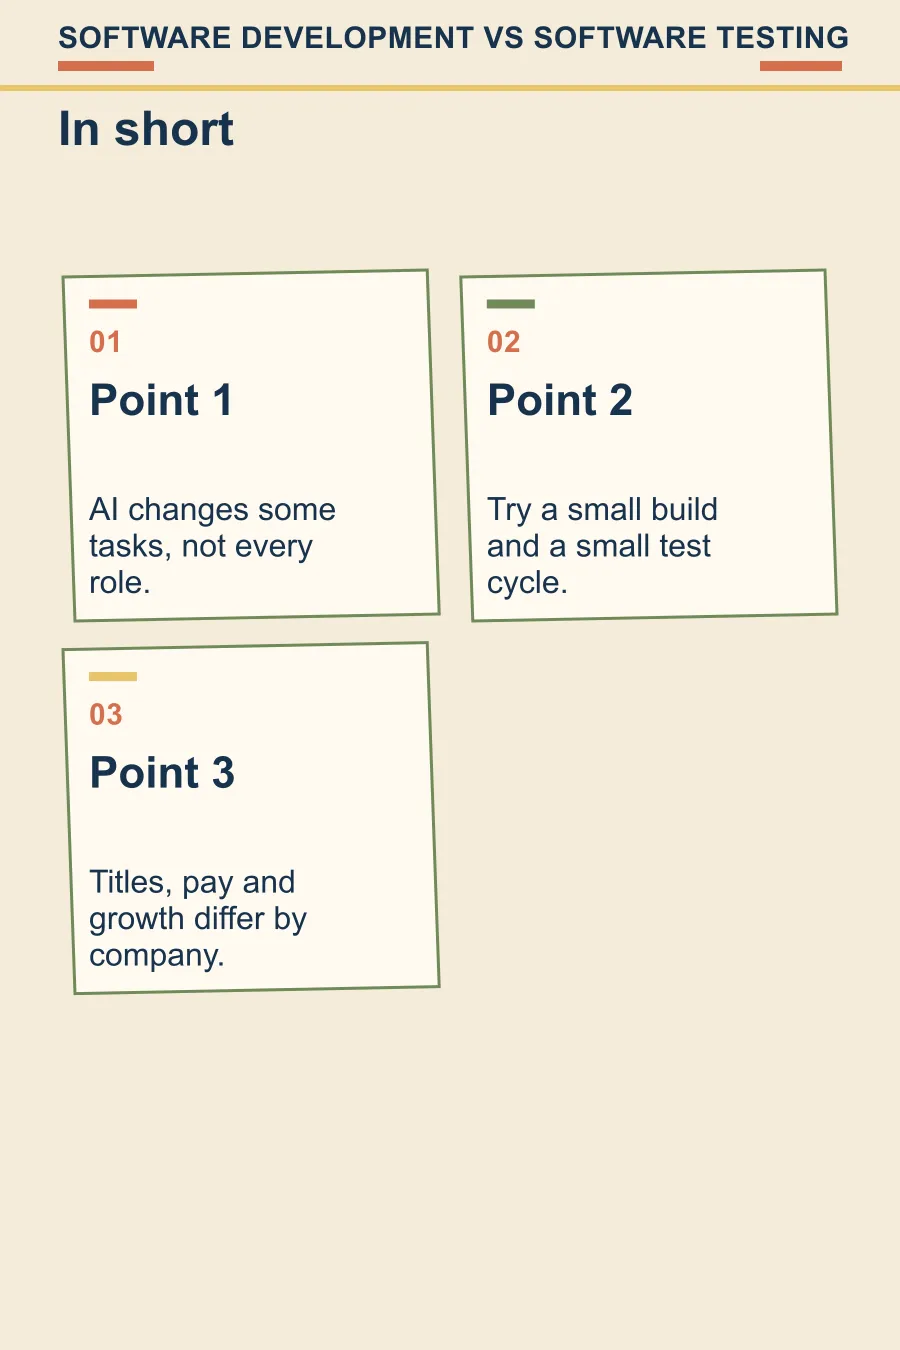 SOFTWARE DEVELOPMENT VS SOFTWARE TESTING
In short
01
Point 1
AI changes some
tasks, not every
role.
02
Point 2
Try a small build
and a small test
cycle.
03
Point 3
Titles, pay and
growth differ by
company.